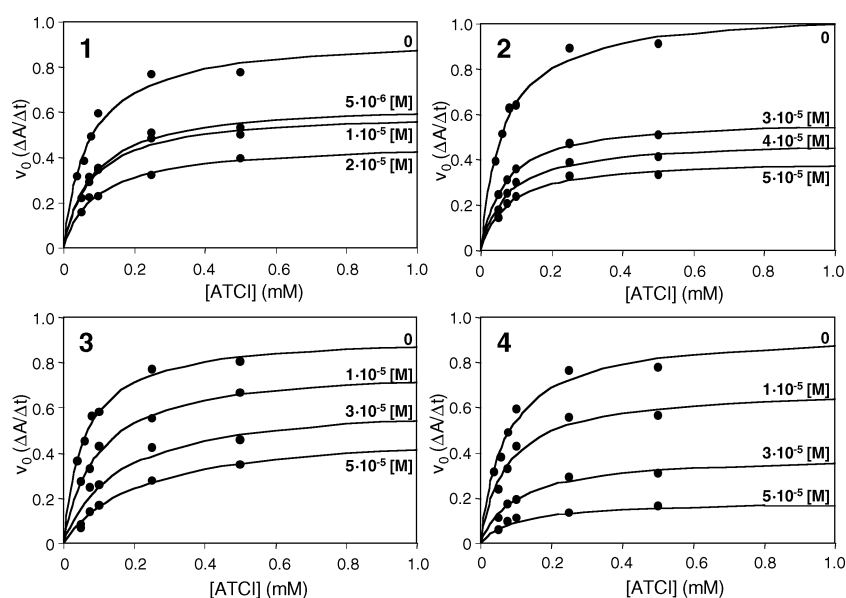 1
v₀ (ΔA/Δt)
1.0
0.8
0.6
0.4
0.2
0
0
5·10⁻⁶ [M]
1·10⁻⁵ [M]
2·10⁻⁵ [M]
0 0.2 0.4 0.6 0.8 1.0
[ATCI] (mM)
2
v₀ (ΔA/Δt)
1.0
0.8
0.6
0.4
0.2
0
0
3·10⁻⁵ [M]
4·10⁻⁵ [M]
5·10⁻⁵ [M]
0 0.2 0.4 0.6 0.8 1.0
[ATCI] (mM)
3
v₀ (ΔA/Δt)
1.0
0.8
0.6
0.4
0.2
0
0
1·10⁻⁵ [M]
3·10⁻⁵ [M]
5·10⁻⁵ [M]
0 0.2 0.4 0.6 0.8 1.0
[ATCI] (mM)
4
v₀ (ΔA/Δt)
1.0
0.8
0.6
0.4
0.2
0
0
1·10⁻⁵ [M]
3·10⁻⁵ [M]
5·10⁻⁵ [M]
0 0.2 0.4 0.6 0.8 1.0
[ATCI] (mM)